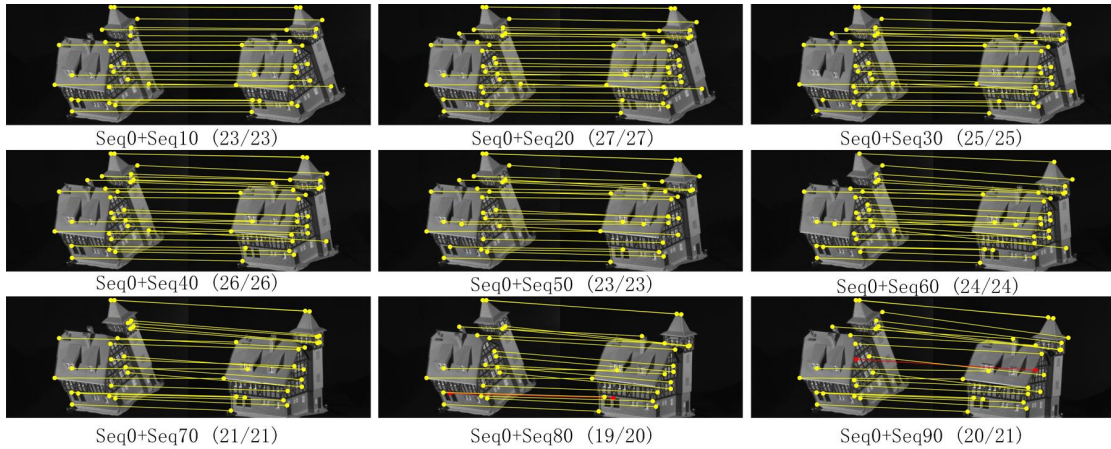 Seq0+Seq10 (23/23)
Seq0+Seq20 (27/27)
Seq0+Seq30 (25/25)
Seq0+Seq40 (26/26)
Seq0+Seq50 (23/23)
Seq0+Seq60 (24/24)
Seq0+Seq70 (21/21)
Seq0+Seq80 (19/20)
Seq0+Seq90 (20/21)